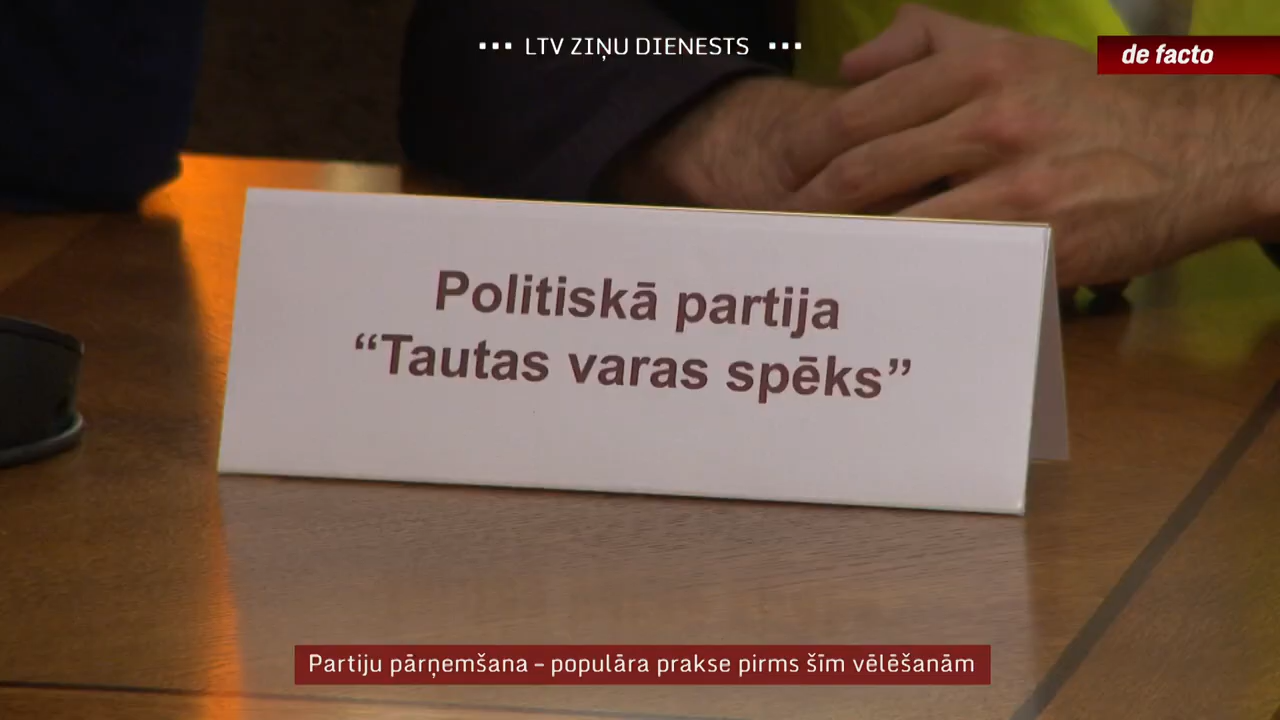 LTV ZIŅU DIENESTS
de facto
Politiskā partija
“Tautas varas spēks”
Partiju pārņemšana – populāra prakse pirms šīm vēlēšanām